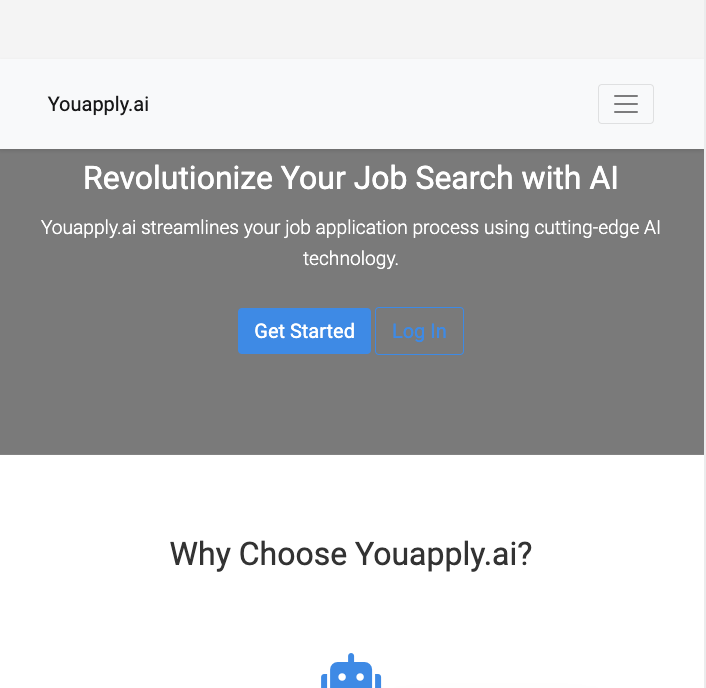 Youapply.ai
Revolutionize Your Job Search with AI
Youapply.ai streamlines your job application process using cutting-edge AI
technology.
Get Started
Log In
Why Choose Youapply.ai?